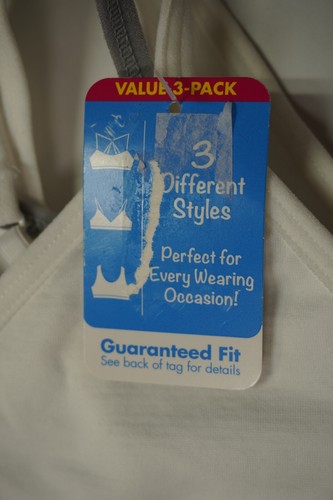 VALUE 3-PACK
3
Different
Styles
Perfect for
Every Wearing
Occasion!
Guaranteed Fit
See back of tag for details